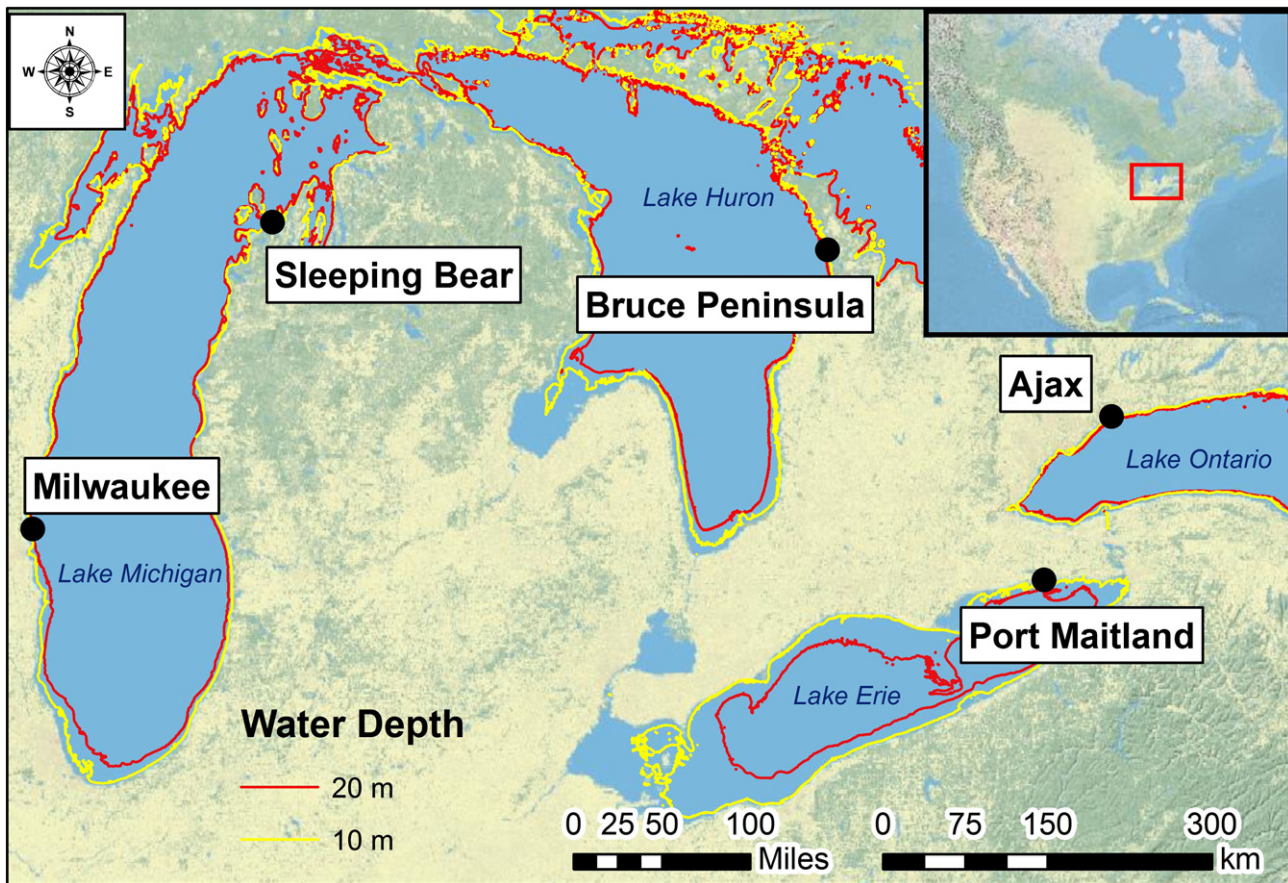 N
W E
S
Lake Huron
Sleeping Bear
Bruce Peninsula
Ajax
Lake Ontario
Milwaukee
Lake Michigan
Port Maitland
Lake Erie
Water Depth
20 m
10 m
0 25 50 100
Miles
0 75 150 300
km